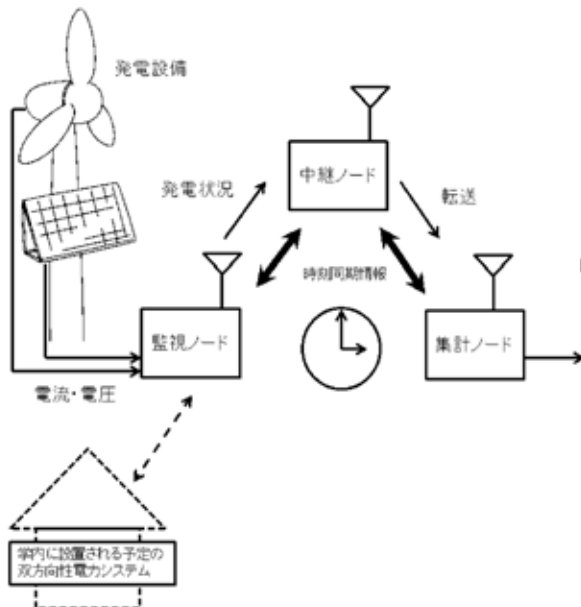 発電設備
中継ノード
発電状況
転送
時刻同期情報
監視ノード
集計ノード
電流・電圧
学内に設置される予定の
双方向性電力システム